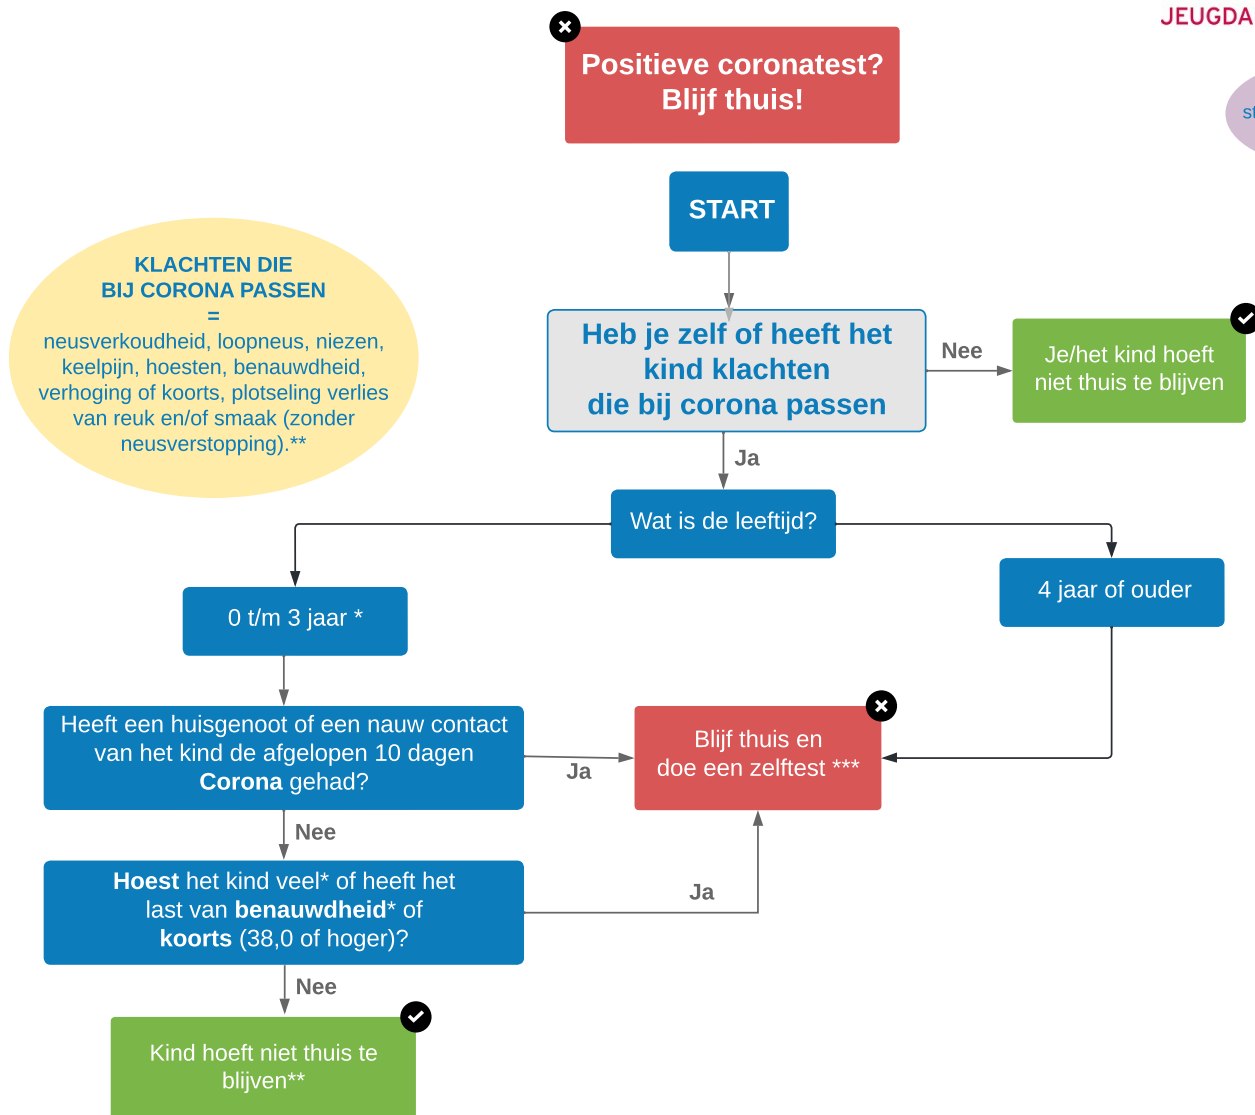 JEUGDA
Positieve coronatest?
Blijf thuis!
START
KLACHTEN DIE
BIJ CORONA PASSEN
=
neusverkoudheid, loopneus, niezen,
keelpijn, hoesten, benauwdheid,
verhoging of koorts, plotseling verlies
van reuk en/of smaak (zonder
neusverstopping).**
Heb je zelf of heeft het
kind klachten
die bij corona passen
Nee
Je/het kind hoeft
niet thuis te blijven
Ja
Wat is de leeftijd?
0 t/m 3 jaar *
4 jaar of ouder
Heeft een huisgenoot of een nauw contact
van het kind de afgelopen 10 dagen
Corona gehad?
Ja
Blijf thuis en
doe een zelftest ***
Nee
Hoest het kind veel* of heeft het
last van benauwdheid* of
koorts (38,0 of hoger)?
Ja
Nee
Kind hoeft niet thuis te
blijven**